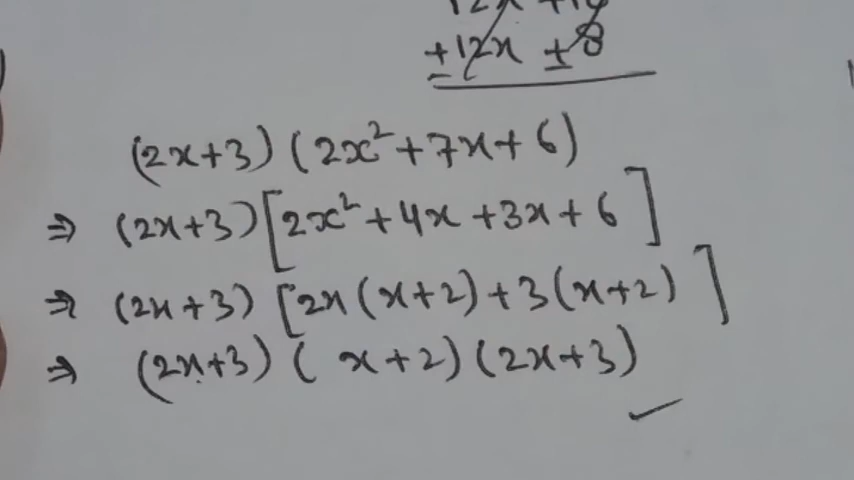 +12x ± 8
(2x+3) (2x²+7x+6)
⇒ (2x+3) [2x²+4x+3x+6]
⇒ (2x+3) [2x(x+2)+3(x+2)]
⇒ (2x+3) (x+2) (2x+3)